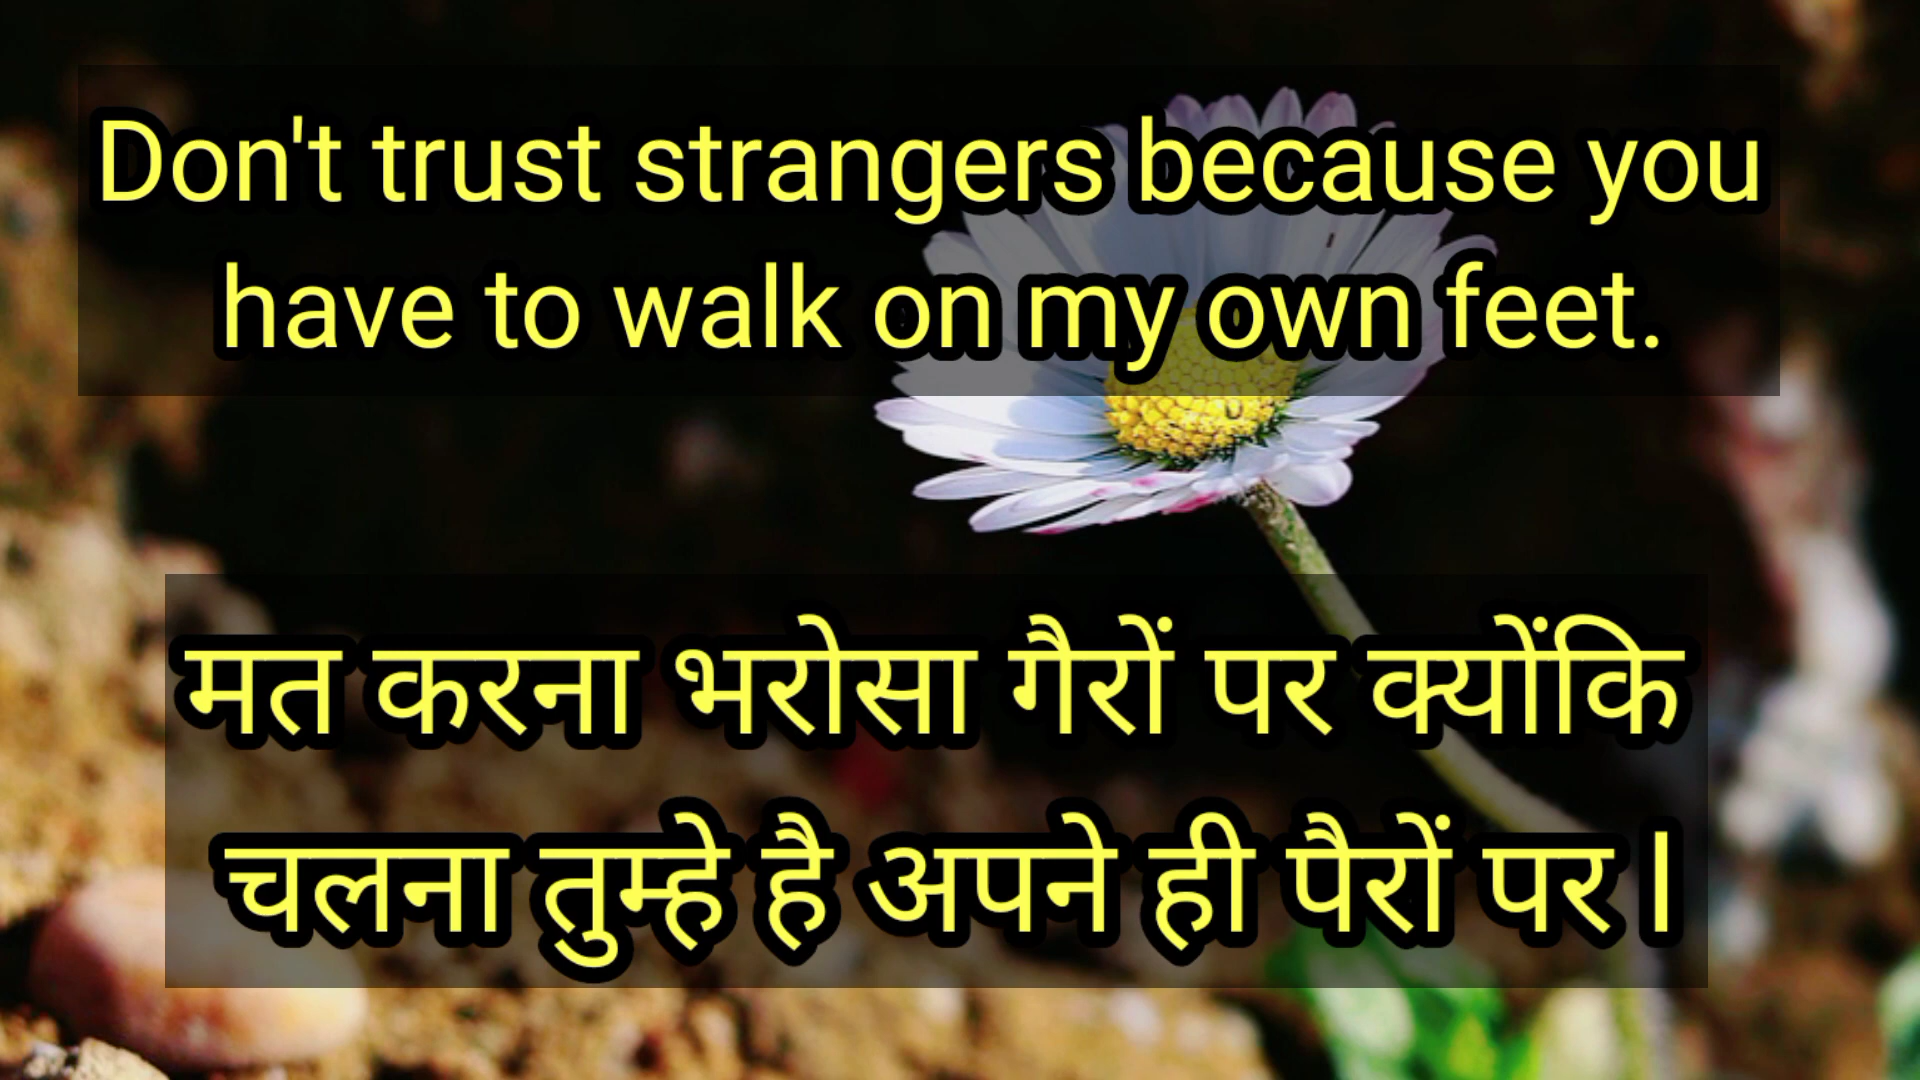 Don't trust strangers because you
have to walk on my own feet.
मत करना भरोसा गैरों पर क्योंकि
चलना तुम्हे है अपने ही पैरों पर l